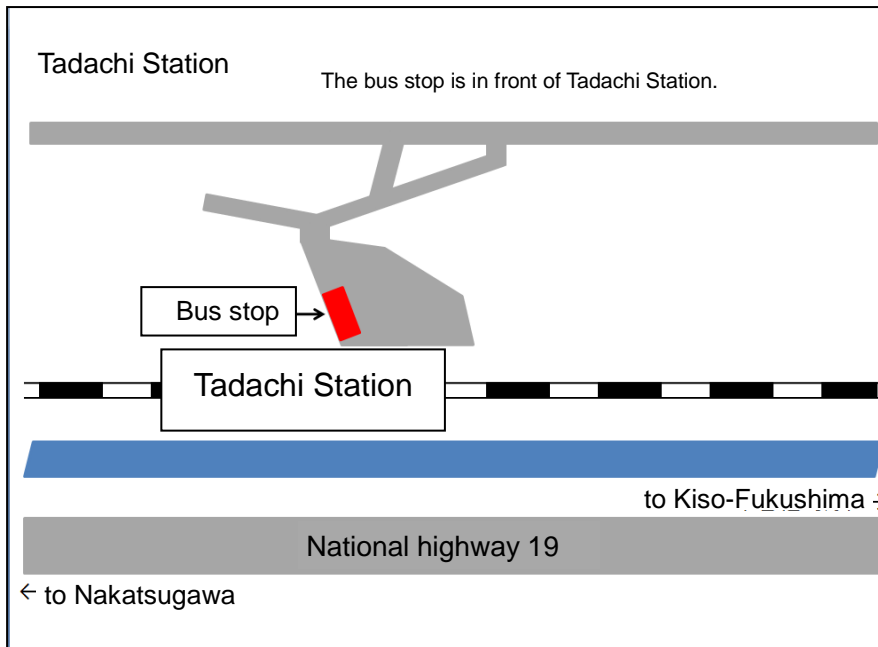 Tadachi Station
The bus stop is in front of Tadachi Station.
Bus stop
Tadachi Station
to Kiso-Fukushima →
National highway 19
← to Nakatsugawa